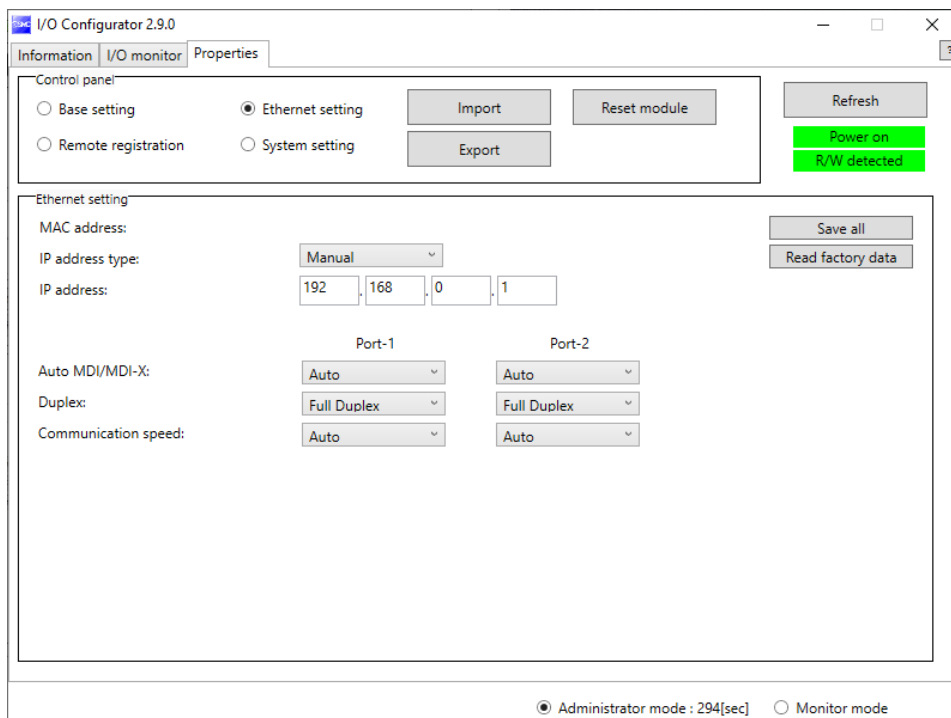 I/O Configurator 2.9.0
Information I/O monitor Properties
?
Control panel
Base setting Ethernet setting Import Reset module Refresh
Remote registration System setting Export Power on
R/W detected
Ethernet setting
MAC address: Save all
IP address type: Manual Read factory data
IP address: 192 . 168 . 0 . 1
Port-1 Port-2
Auto MDI/MDI-X: Auto Auto
Duplex: Full Duplex Full Duplex
Communication speed: Auto Auto
Administrator mode : 294[sec] Monitor mode